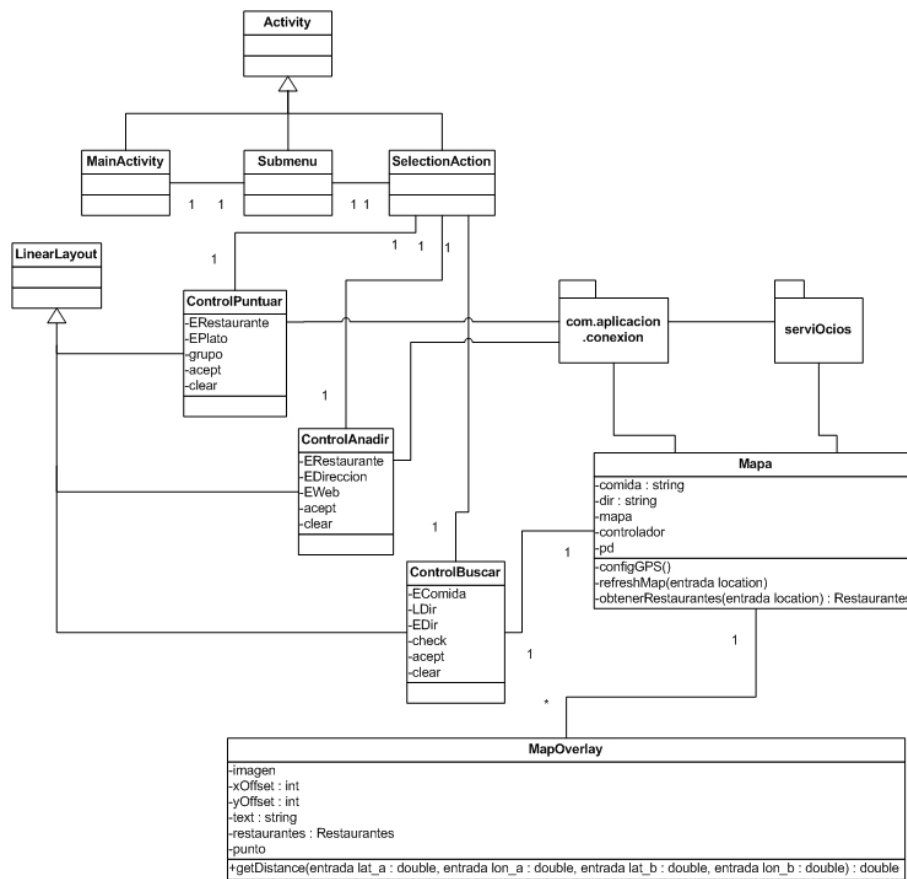 Activity
MainActivity
Submenu
SelectionAction
1
1
1 1
1
1
1
1
LinearLayout
ControlPuntuar
-ERestaurante
-EPlato
-grupo
-acept
-clear
com.aplicacion
.conexion
serviOcios
1
ControlAnadir
-ERestaurante
-EDireccion
-EWeb
-acept
-clear
Mapa
-comida : string
-dir : string
-mapa
-controlador
-pd
-configGPS()
-refreshMap(entrada location)
-obtenerRestaurantes(entrada location) : Restaurantes
1
1
ControlBuscar
-EComida
-LDir
-EDir
-check
-acept
-clear
1
1
*
MapOverlay
-imagen
-xOffset : int
-yOffset : int
-text : string
-restaurantes : Restaurantes
-punto
+getDistance(entrada lat_a : double, entrada lon_a : double, entrada lat_b : double, entrada lon_b : double) : double